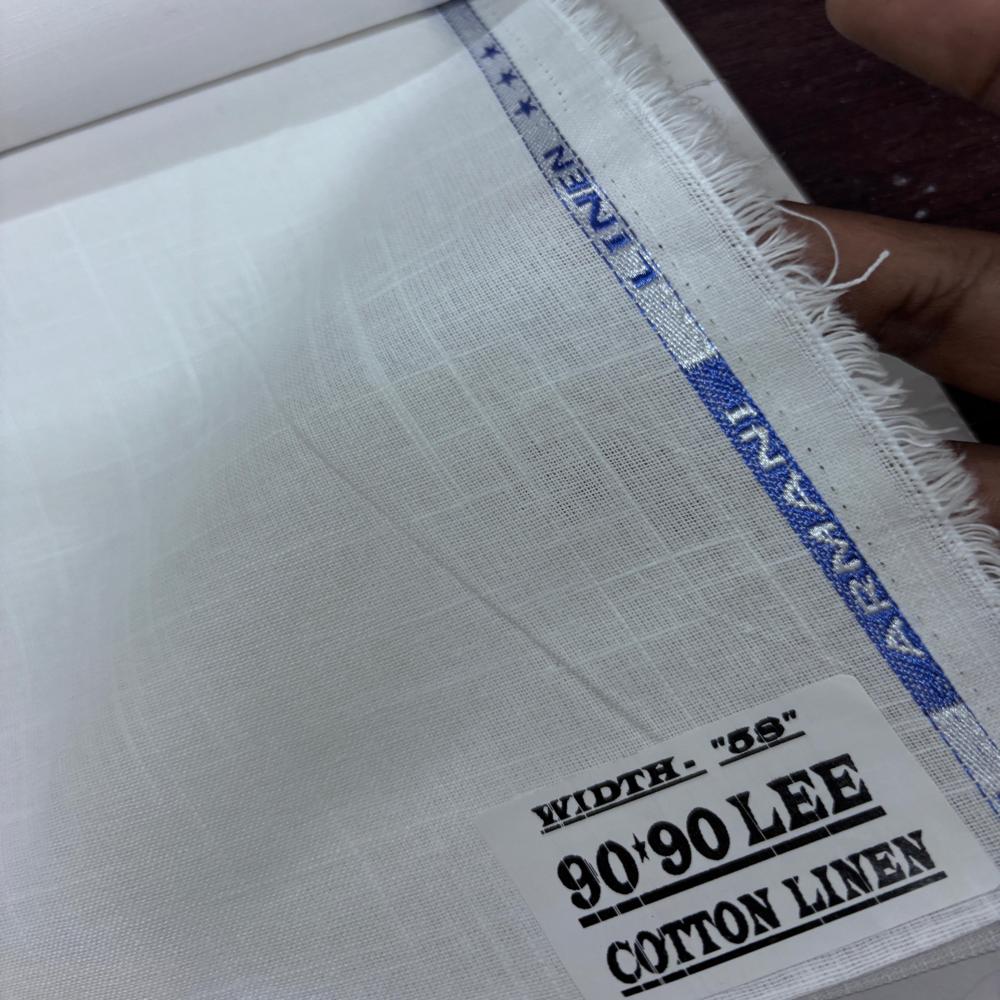 ARMANI LINEN ★★★
WIDTH- "58"
90*90 LEE
COTTON LINEN